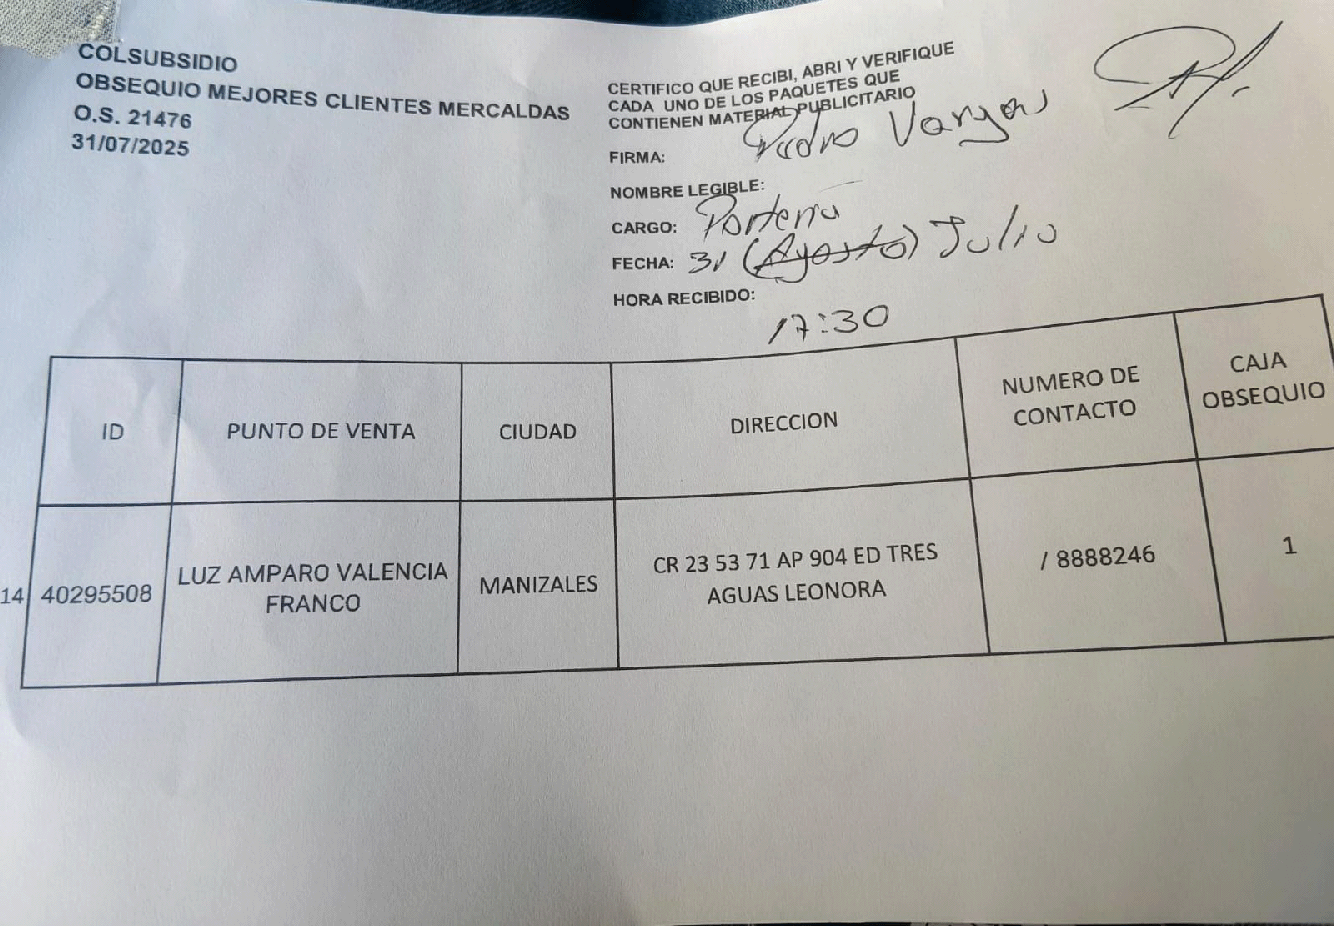 COLSUBSIDIO
OBSEQUIO MEJORES CLIENTES MERCALDAS
O.S. 21476
31/07/2025
CERTIFICO QUE RECIBI, ABRI Y VERIFIQUE
CADA UNO DE LOS PAQUETES QUE
CONTIENEN MATERIAL PUBLICITARIO
FIRMA: Pedro Vargas
NOMBRE LEGIBLE:
CARGO: Porteria
FECHA: 31 (Agosto) Julio
HORA RECIBIDO:
17:30
ID PUNTO DE VENTA CIUDAD DIRECCION NUMERO DE CONTACTO CAJA OBSEQUIO
14 40295508 LUZ AMPARO VALENCIA FRANCO MANIZALES CR 23 53 71 AP 904 ED TRES AGUAS LEONORA / 8888246 1